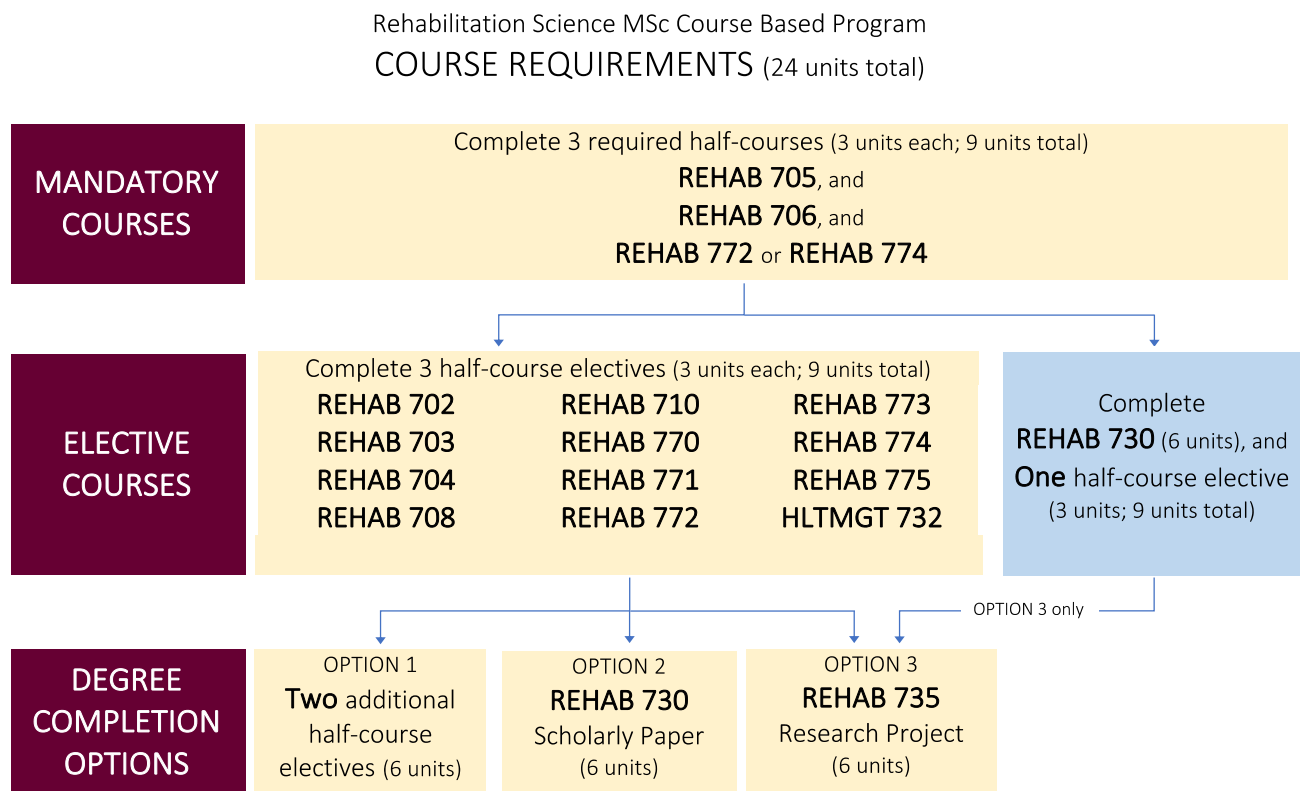 Rehabilitation Science MSc Course Based Program
COURSE REQUIREMENTS (24 units total)
MANDATORY
COURSES
Complete 3 required half-courses (3 units each; 9 units total)
REHAB 705, and
REHAB 706, and
REHAB 772 or REHAB 774
ELECTIVE
COURSES
Complete 3 half-course electives (3 units each; 9 units total)
REHAB 702 REHAB 710 REHAB 773
REHAB 703 REHAB 770 REHAB 774
REHAB 704 REHAB 771 REHAB 775
REHAB 708 REHAB 772 HLTMGT 732
Complete
REHAB 730 (6 units), and
One half-course elective
(3 units; 9 units total)
OPTION 3 only
DEGREE
COMPLETION
OPTIONS
OPTION 1
Two additional
half-course
electives (6 units)
OPTION 2
REHAB 730
Scholarly Paper
(6 units)
OPTION 3
REHAB 735
Research Project
(6 units)